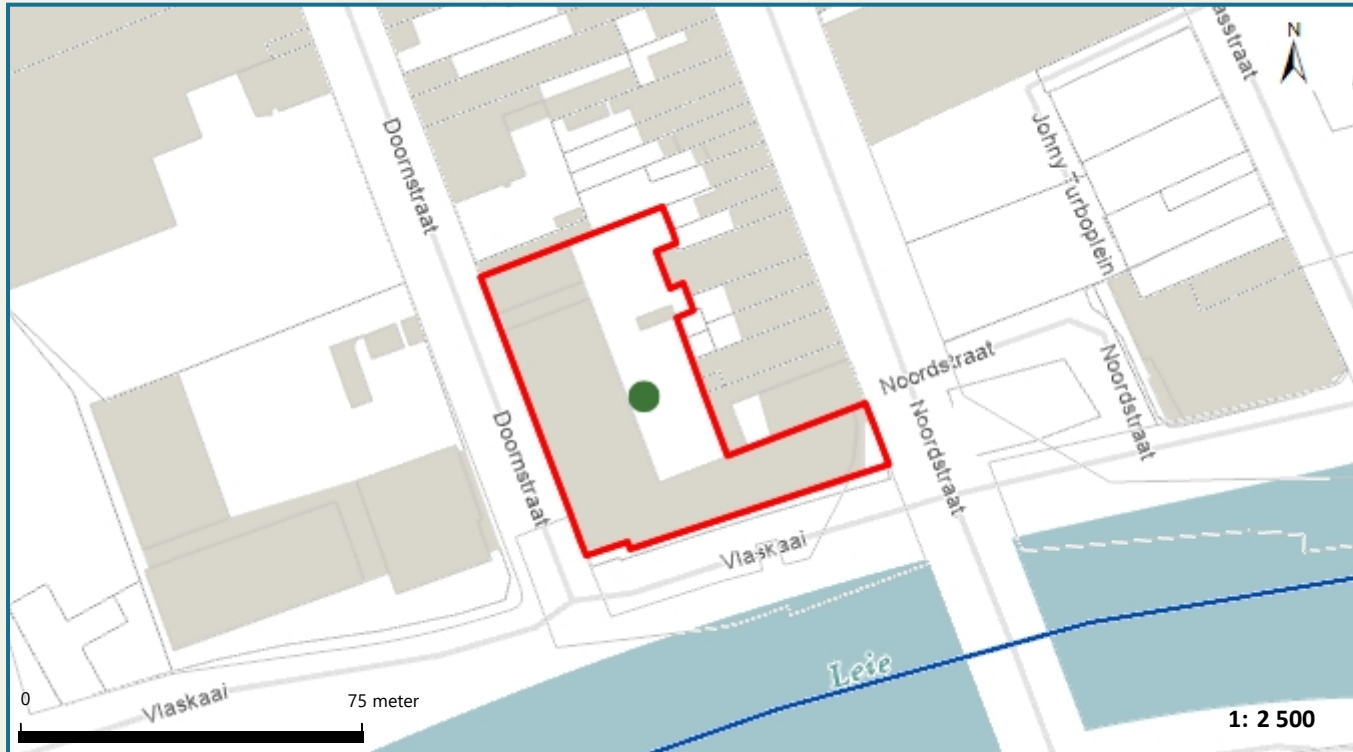 N
Doornstraat
Johny Turboplein
Noordstraat
Noordstraat
Noordstraat
Doornstraat
Vlaskaai
Leie
Vlaskaai
0
75 meter
1: 2 500